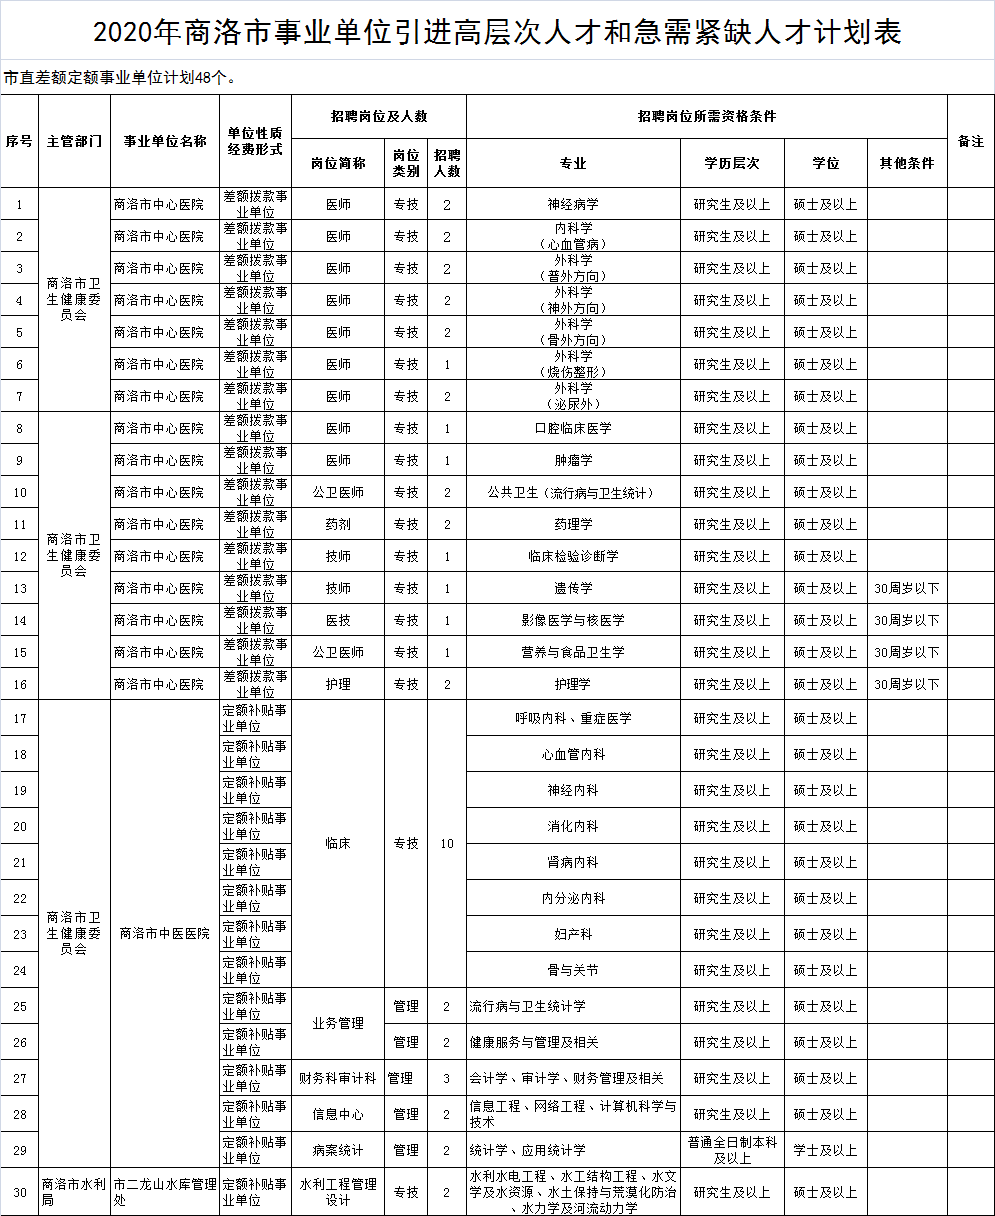 2020年商洛市事业单位引进高层次人才和急需紧缺人才计划表
市直差额定额事业单位计划48个。
序号 主管部门 事业单位名称 单位性质经费形式 招聘岗位及人数 招聘岗位所需资格条件 备注
岗位简称 岗位类别 招聘人数 专业 学历层次 学位 其他条件
商洛市卫生健康委员会
1 商洛市中心医院 差额拨款事业单位 医师 专技 2 神经病学 研究生及以上 硕士及以上
2 商洛市中心医院 差额拨款事业单位 医师 专技 2 内科学（心血管病） 研究生及以上 硕士及以上
3 商洛市中心医院 差额拨款事业单位 医师 专技 2 外科学（普外方向） 研究生及以上 硕士及以上
4 商洛市中心医院 差额拨款事业单位 医师 专技 2 外科学（神外方向） 研究生及以上 硕士及以上
5 商洛市中心医院 差额拨款事业单位 医师 专技 2 外科学（骨外方向） 研究生及以上 硕士及以上
6 商洛市中心医院 差额拨款事业单位 医师 专技 1 外科学（烧伤整形） 研究生及以上 硕士及以上
7 商洛市中心医院 差额拨款事业单位 医师 专技 2 外科学（泌尿外） 研究生及以上 硕士及以上
商洛市卫生健康委员会
8 商洛市中心医院 差额拨款事业单位 医师 专技 1 口腔临床医学 研究生及以上 硕士及以上
9 商洛市中心医院 差额拨款事业单位 医师 专技 1 肿瘤学 研究生及以上 硕士及以上
10 商洛市中心医院 差额拨款事业单位 公卫医师 专技 2 公共卫生（流行病与卫生统计） 研究生及以上 硕士及以上
11 商洛市中心医院 差额拨款事业单位 药剂 专技 2 药理学 研究生及以上 硕士及以上
12 商洛市中心医院 差额拨款事业单位 技师 专技 1 临床检验诊断学 研究生及以上 硕士及以上
13 商洛市中心医院 差额拨款事业单位 技师 专技 1 遗传学 研究生及以上 硕士及以上 30周岁以下
14 商洛市中心医院 差额拨款事业单位 医技 专技 1 影像医学与核医学 研究生及以上 硕士及以上 30周岁以下
15 商洛市中心医院 差额拨款事业单位 公卫医师 专技 1 营养与食品卫生学 研究生及以上 硕士及以上 30周岁以下
16 商洛市中心医院 差额拨款事业单位 护理 专技 2 护理学 研究生及以上 硕士及以上 30周岁以下
商洛市卫生健康委员会 商洛市中医医院
临床 专技 10
17 定额补贴事业单位 呼吸内科、重症医学 研究生及以上 硕士及以上
18 定额补贴事业单位 心血管内科 研究生及以上 硕士及以上
19 定额补贴事业单位 神经内科 研究生及以上 硕士及以上
20 定额补贴事业单位 消化内科 研究生及以上 硕士及以上
21 定额补贴事业单位 肾病内科 研究生及以上 硕士及以上
22 定额补贴事业单位 内分泌内科 研究生及以上 硕士及以上
23 定额补贴事业单位 妇产科 研究生及以上 硕士及以上
24 定额补贴事业单位 骨与关节 研究生及以上 硕士及以上
业务管理
25 定额补贴事业单位 管理 2 流行病与卫生统计学 研究生及以上 硕士及以上
26 定额补贴事业单位 管理 2 健康服务与管理及相关 研究生及以上 硕士及以上
27 定额补贴事业单位 财务科审计科 管理 3 会计学、审计学、财务管理及相关 研究生及以上 硕士及以上
28 定额补贴事业单位 信息中心 管理 2 信息工程、网络工程、计算机科学与技术 研究生及以上 硕士及以上
29 定额补贴事业单位 病案统计 管理 2 统计学、应用统计学 普通全日制本科及以上 学士及以上
30 商洛市水利局 市二龙山水库管理处 定额补贴事业单位 水利工程管理设计 专技 2 水利水电工程、水工结构工程、水文学及水资源、水土保持与荒漠化防治、水力学及河流动力学 研究生及以上 硕士及以上